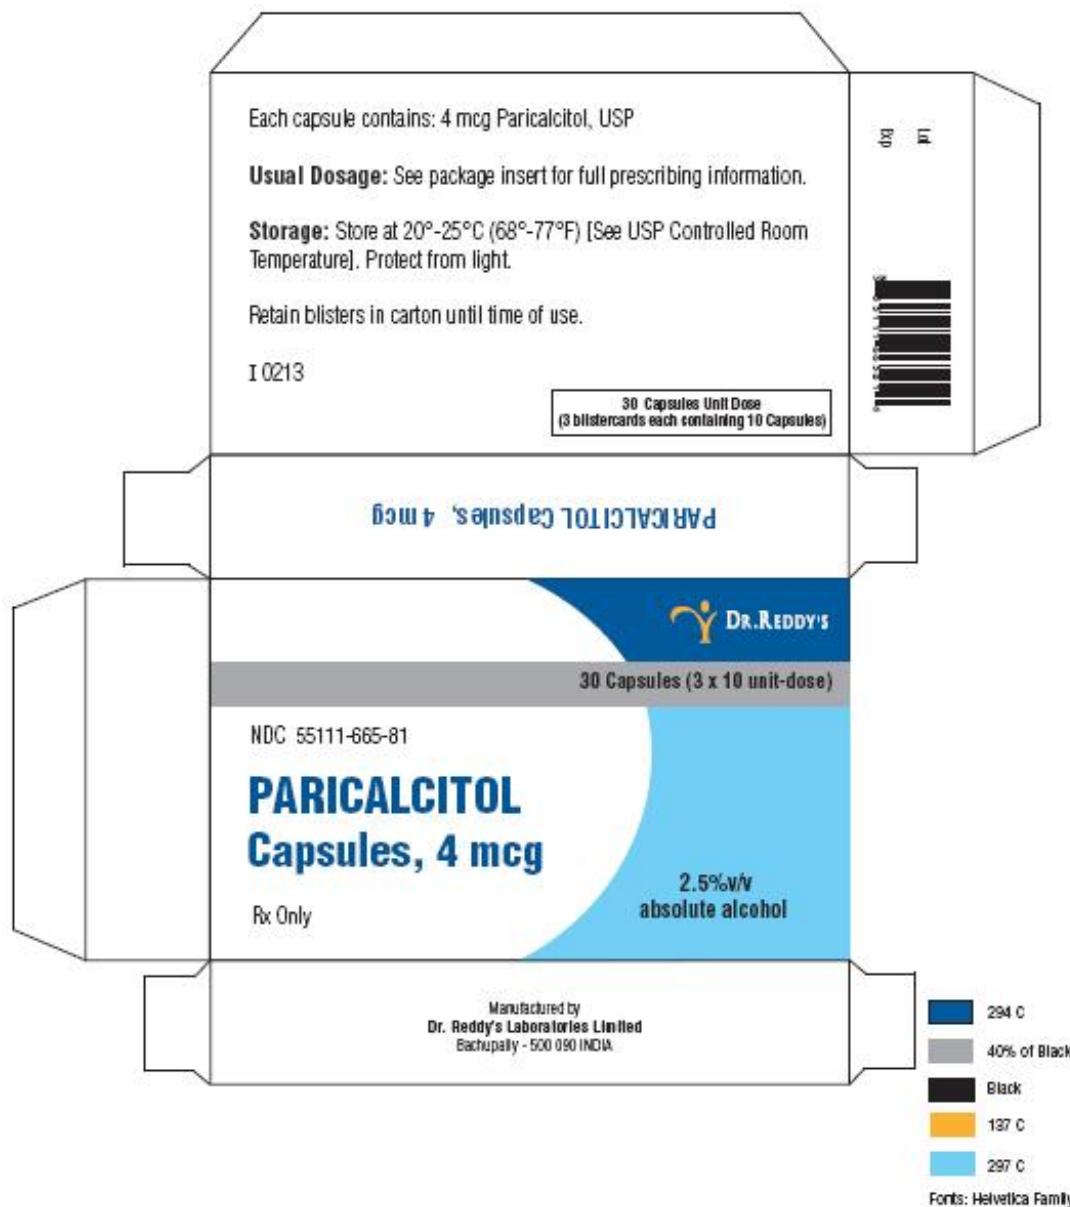 Each capsule contains: 4 mcg Paricalcitol, USP
Usual Dosage: See package insert for full prescribing information.
Storage: Store at 20°-25°C (68°-77°F) [See USP Controlled Room
Temperature]. Protect from light.
Retain blisters in carton until time of use.
I 0213
30 Capsules Unit Dose
(3 blistercards each containing 10 Capsules)
Lot
Exp
PARICALCITOL Capsules, 4 mcg
DR.REDDY'S
30 Capsules (3 x 10 unit-dose)
NDC 55111-665-81
PARICALCITOL
Capsules, 4 mcg
Rx Only
2.5%v/v
absolute alcohol
Manufactured by
Dr. Reddy's Laboratories Limited
Bachupally - 500 090 INDIA
294 C
40% of Black
Black
137 C
297 C
Fonts: Helvetica Family